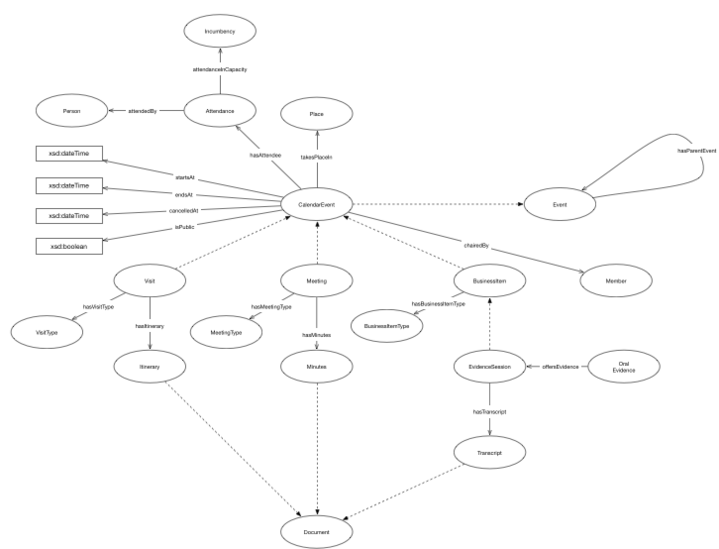 Incumbency
attendanceInCapacity
Person
attendedBy
Attendance
Place
hasAttendee
takesPlaceIn
hasParentEvent
xsd:dateTime
startsAt
xsd:dateTime
endsAt
CalendarEvent
Event
xsd:dateTime
cancelledAt
isPublic
xsd:boolean
chairedBy
Visit
Meeting
BusinessItem
Member
hasVisitType
hasMeetingType
hasBusinessItemType
VisitType
hasItinerary
MeetingType
hasMinutes
BusinessItemType
Itinerary
Minutes
EvidenceSession
offersEvidence
Oral
Evidence
hasTranscript
Transcript
Document